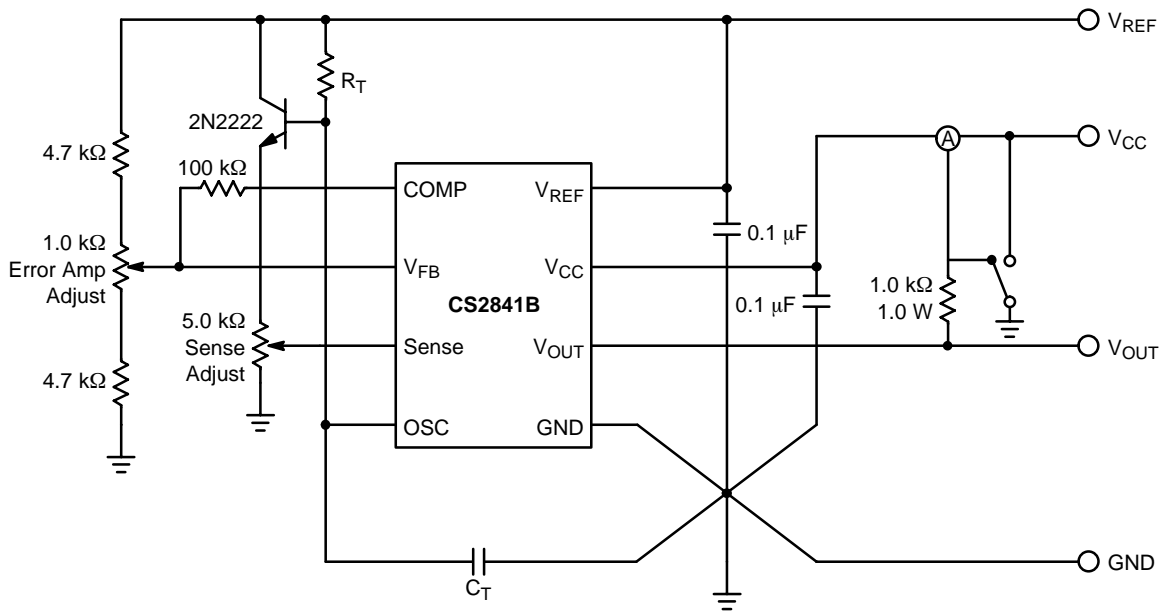 V_REF
R_T
2N2222
V_CC
A
4.7 kΩ
100 kΩ
COMP
V_REF
0.1 μF
1.0 kΩ
Error Amp
Adjust
V_FB
V_CC
CS2841B
0.1 μF
1.0 kΩ
1.0 W
5.0 kΩ
Sense
Adjust
Sense
V_OUT
V_OUT
4.7 kΩ
OSC
GND
C_T
GND